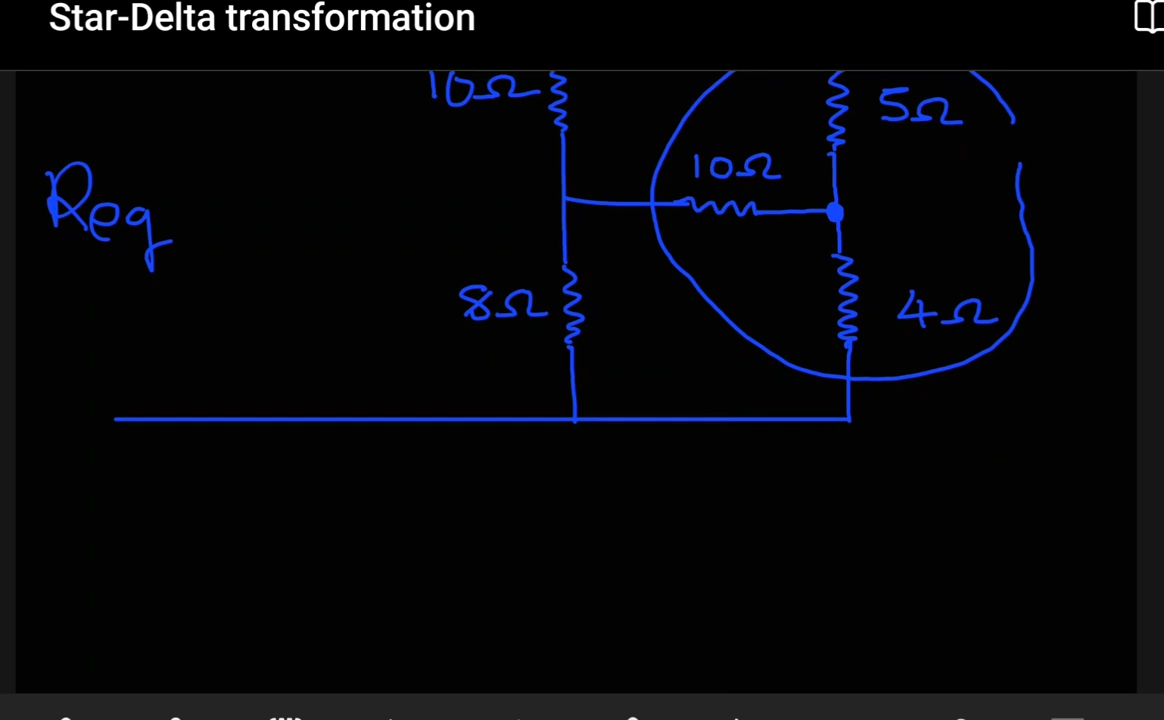 Star-Delta transformation
10Ω
5Ω
10Ω
Req
8Ω
4Ω